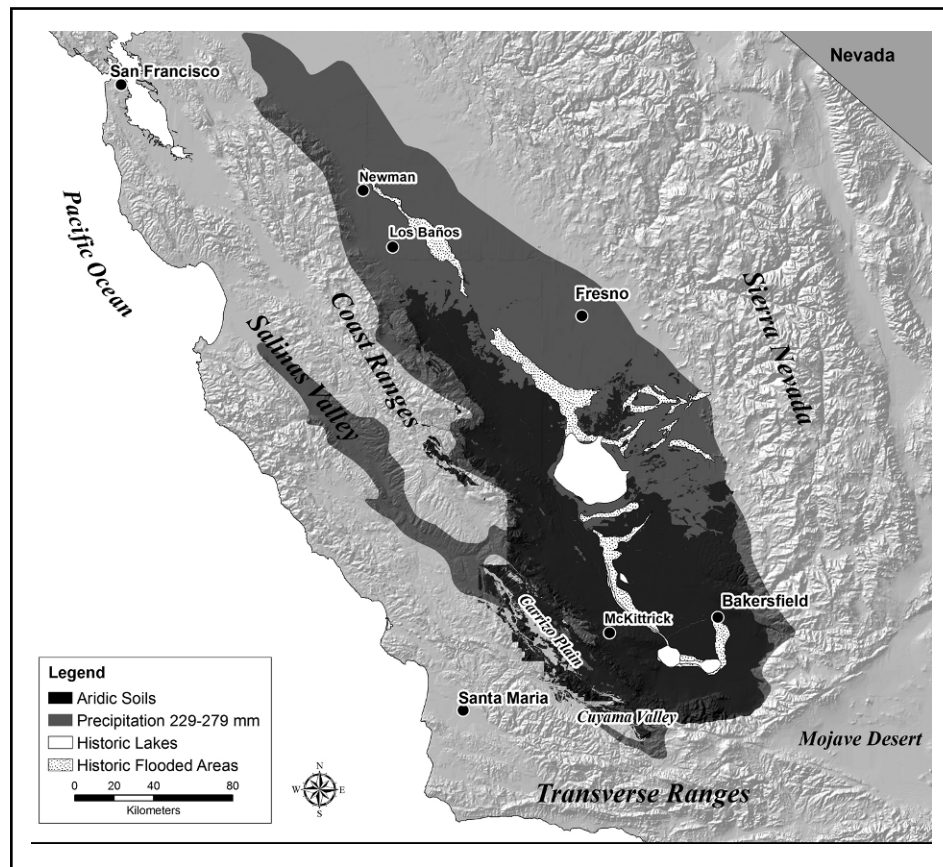 Nevada
San Francisco
Newman
Los Baños
Pacific Ocean
Fresno
Sierra Nevada
Coast Ranges
Salinas Valley
Bakersfield
McKittrick
Carrizo Plain
Santa Maria
Cuyama Valley
Mojave Desert
Transverse Ranges
Legend
Aridic Soils
Precipitation 229-279 mm
Historic Lakes
Historic Flooded Areas
0 20 40 80
Kilometers
N
W E
S